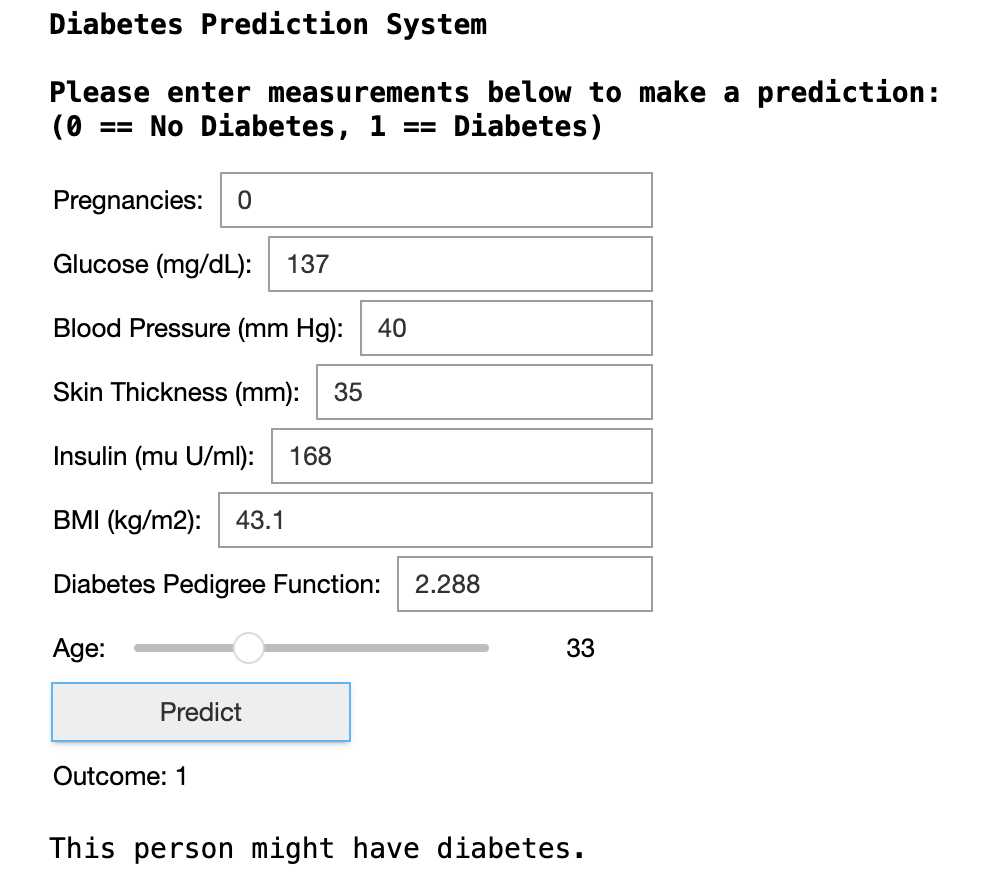 Diabetes Prediction System
Please enter measurements below to make a prediction:
(0 == No Diabetes, 1 == Diabetes)
Pregnancies: 0
Glucose (mg/dL): 137
Blood Pressure (mm Hg): 40
Skin Thickness (mm): 35
Insulin (mu U/ml): 168
BMI (kg/m2): 43.1
Diabetes Pedigree Function: 2.288
Age: 33
Predict
Outcome: 1
This person might have diabetes.